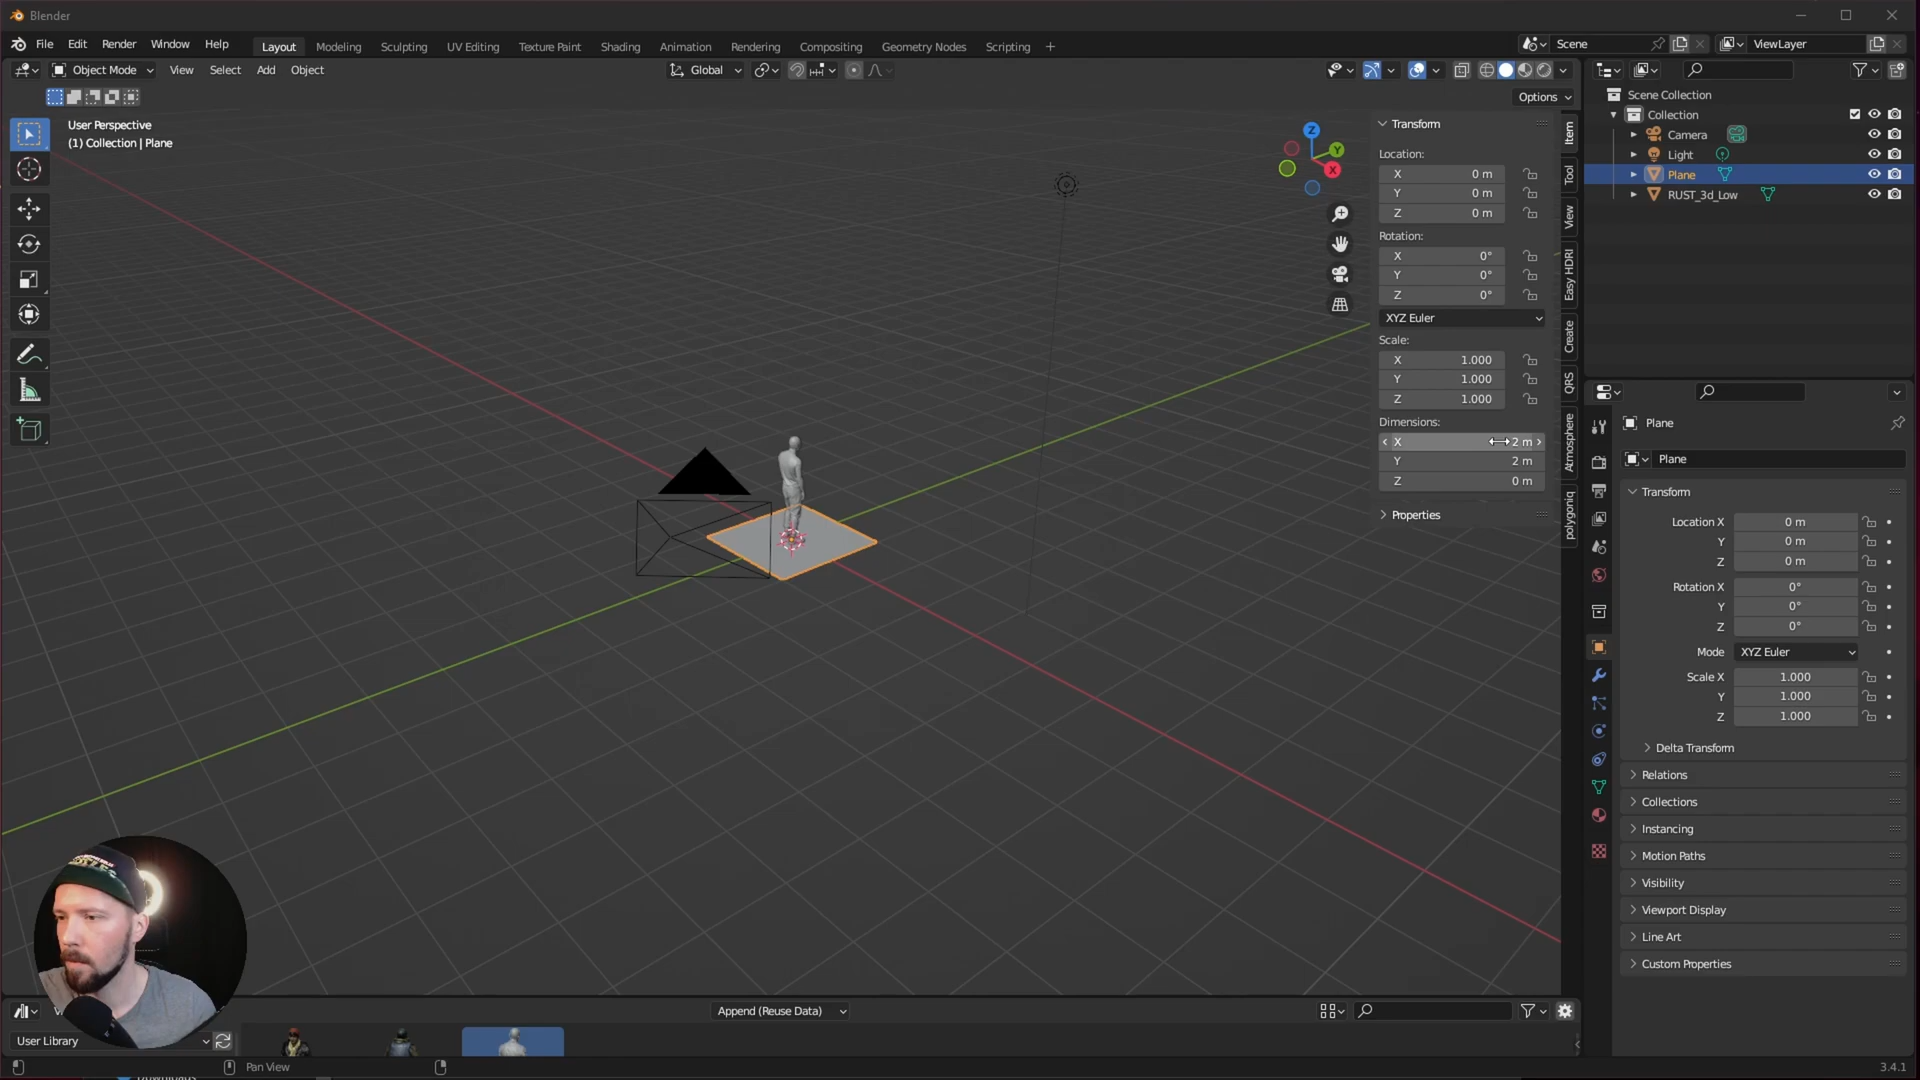 Blender
File Edit Render Window Help
Layout Modeling Sculpting UV Editing Texture Paint Shading Animation Rendering Compositing Geometry Nodes Scripting +
Scene
ViewLayer
Object Mode View Select Add Object
Global
Options
User Perspective
(1) Collection | Plane
Z
Y
X
Transform
Location:
X 0 m
Y 0 m
Z 0 m
Rotation:
X 0°
Y 0°
Z 0°
XYZ Euler
Scale:
X 1.000
Y 1.000
Z 1.000
Dimensions:
X 2 m
Y 2 m
Z 0 m
Properties
Item
Tool
View
Easy HDRI
Create
QRS
Atmosphere
polygoniq
Scene Collection
Collection
Camera
Light
Plane
RUST_3d_Low
Plane
Plane
Transform
Location X 0 m
Y 0 m
Z 0 m
Rotation X 0°
Y 0°
Z 0°
Mode XYZ Euler
Scale X 1.000
Y 1.000
Z 1.000
Delta Transform
Relations
Collections
Instancing
Motion Paths
Visibility
Viewport Display
Line Art
Custom Properties
Append (Reuse Data)
User Library
Pan View
3.4.1